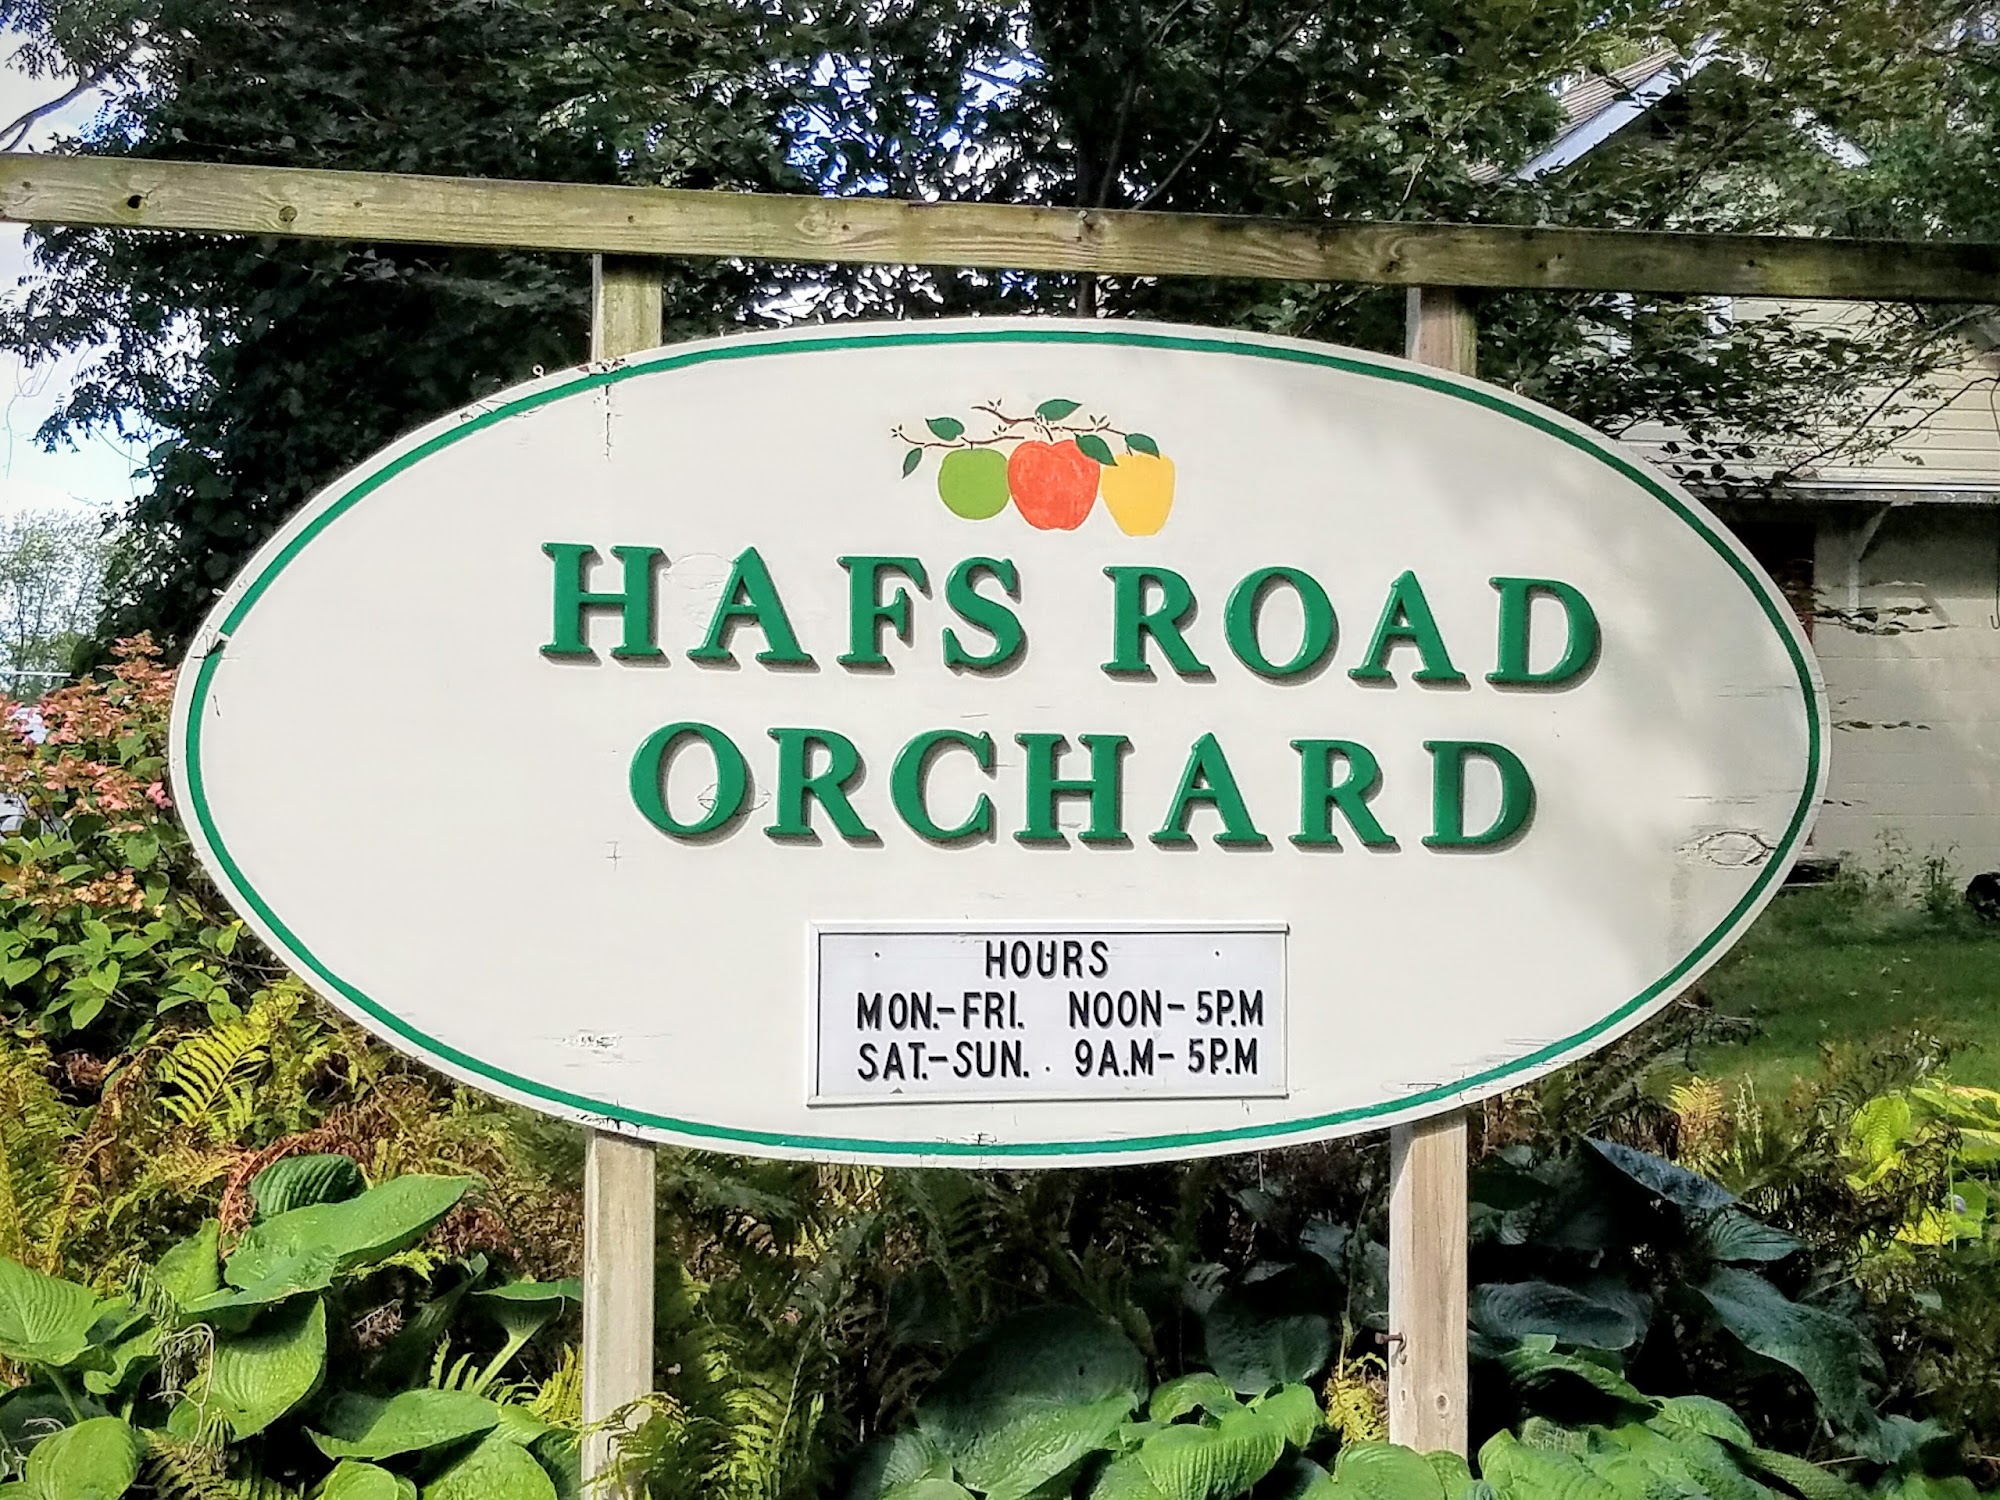 HAFS ROAD
ORCHARD
HOURS
MON.-FRI. NOON-5P.M
SAT.-SUN. 9A.M-5P.M